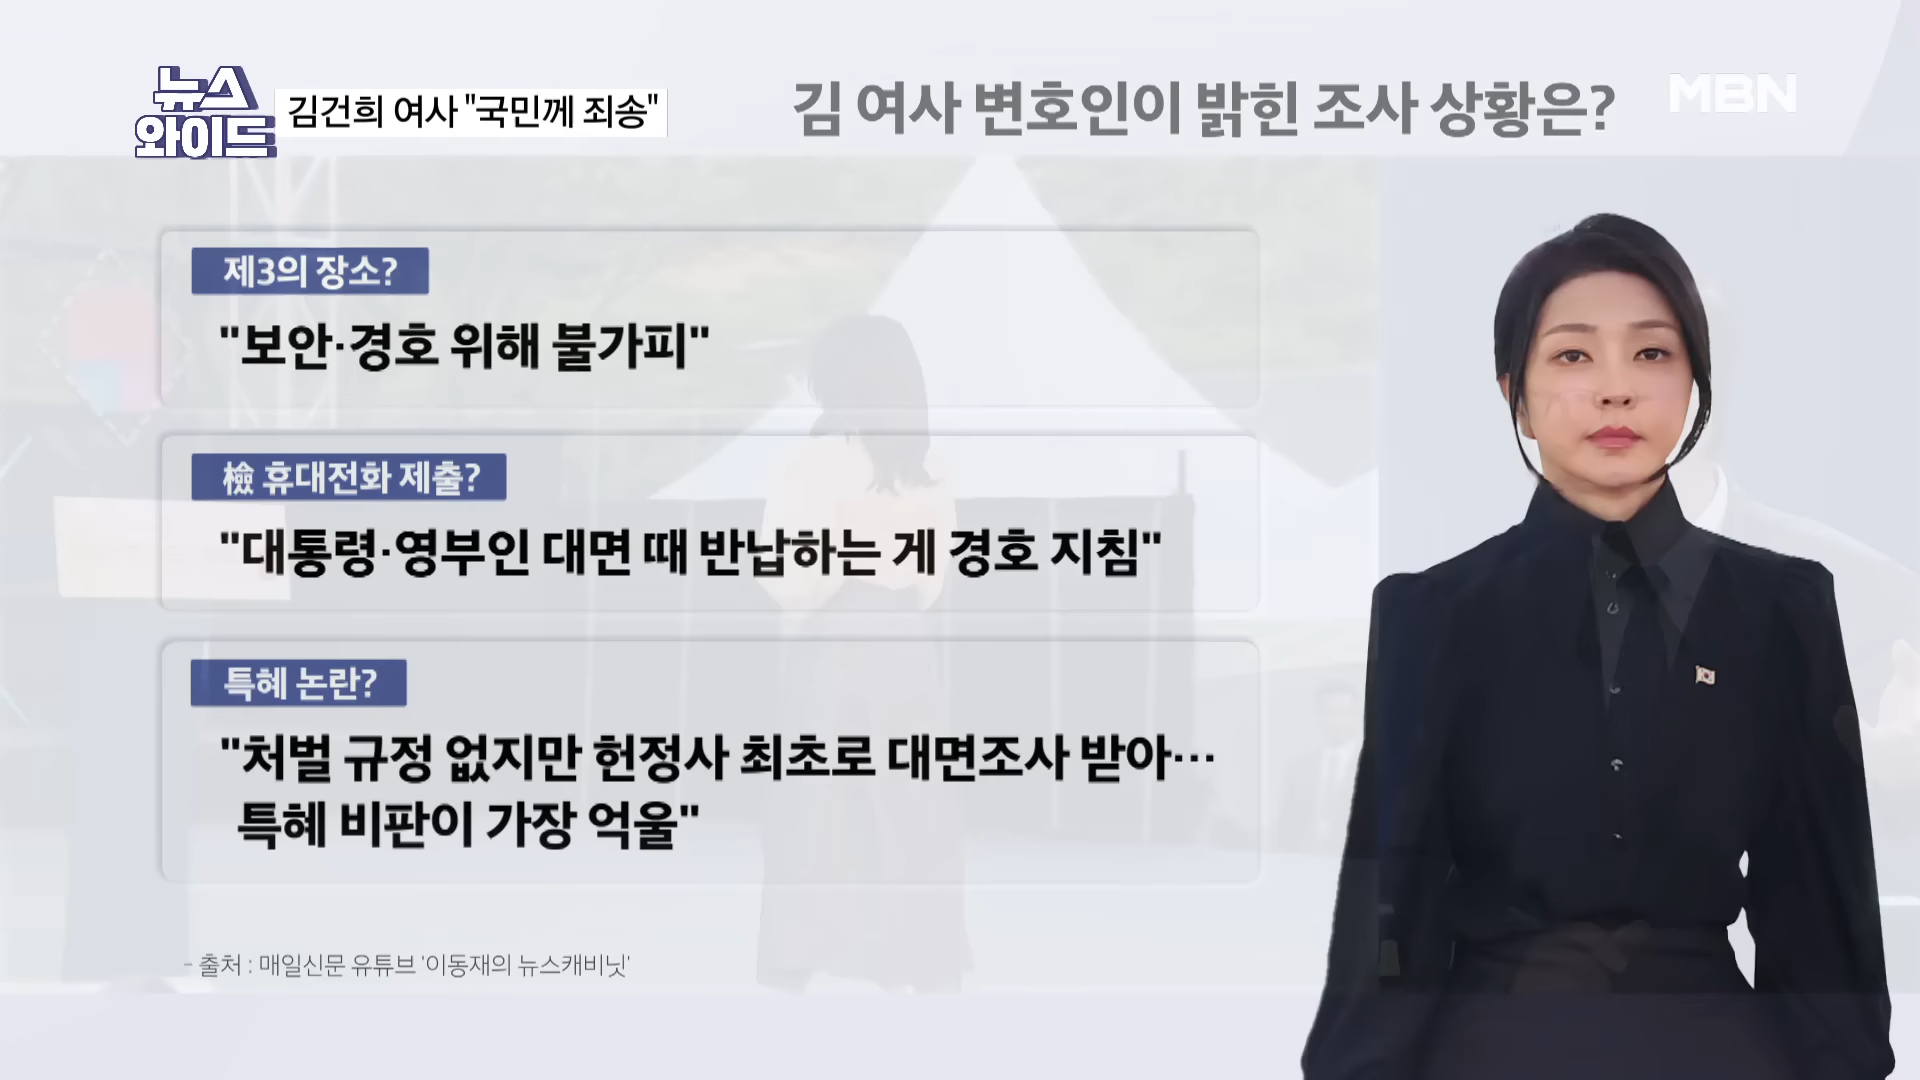 뉴스
와이드
김건희 여사 "국민께 죄송"
김 여사 변호인이 밝힌 조사 상황은?
MBN
제3의 장소?
"보안·경호 위해 불가피"
檢 휴대전화 제출?
"대통령·영부인 대면 때 반납하는 게 경호 지침"
특혜 논란?
"처벌 규정 없지만 헌정사 최초로 대면조사 받아…
특혜 비판이 가장 억울"
- 출처 : 매일신문 유튜브 '이동재의 뉴스캐비닛'